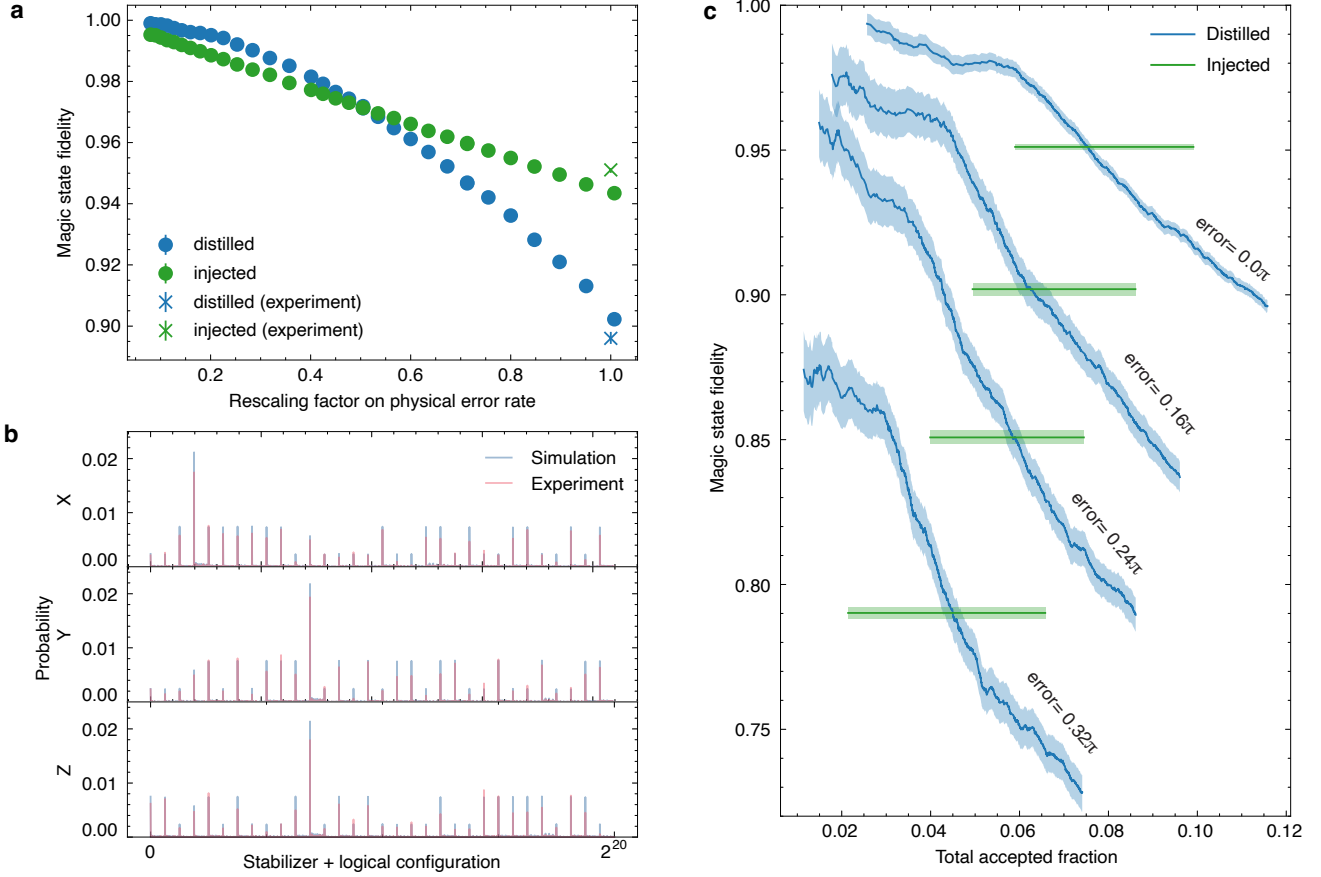 a
1.00
0.98
0.96
0.94
0.92
0.90
Magic state fidelity
distilled
injected
distilled (experiment)
injected (experiment)
0.2
0.4
0.6
0.8
1.0
Rescaling factor on physical error rate
b
Simulation
Experiment
0.02
0.01
0.00
X
0.02
0.01
0.00
Y
0.02
0.01
0.00
Z
Probability
0
2²⁰
Stabilizer + logical configuration
c
1.00
0.95
0.90
0.85
0.80
0.75
Magic state fidelity
Distilled
Injected
error= 0.0π
error= 0.16π
error= 0.24π
error= 0.32π
0.02
0.04
0.06
0.08
0.10
0.12
Total accepted fraction